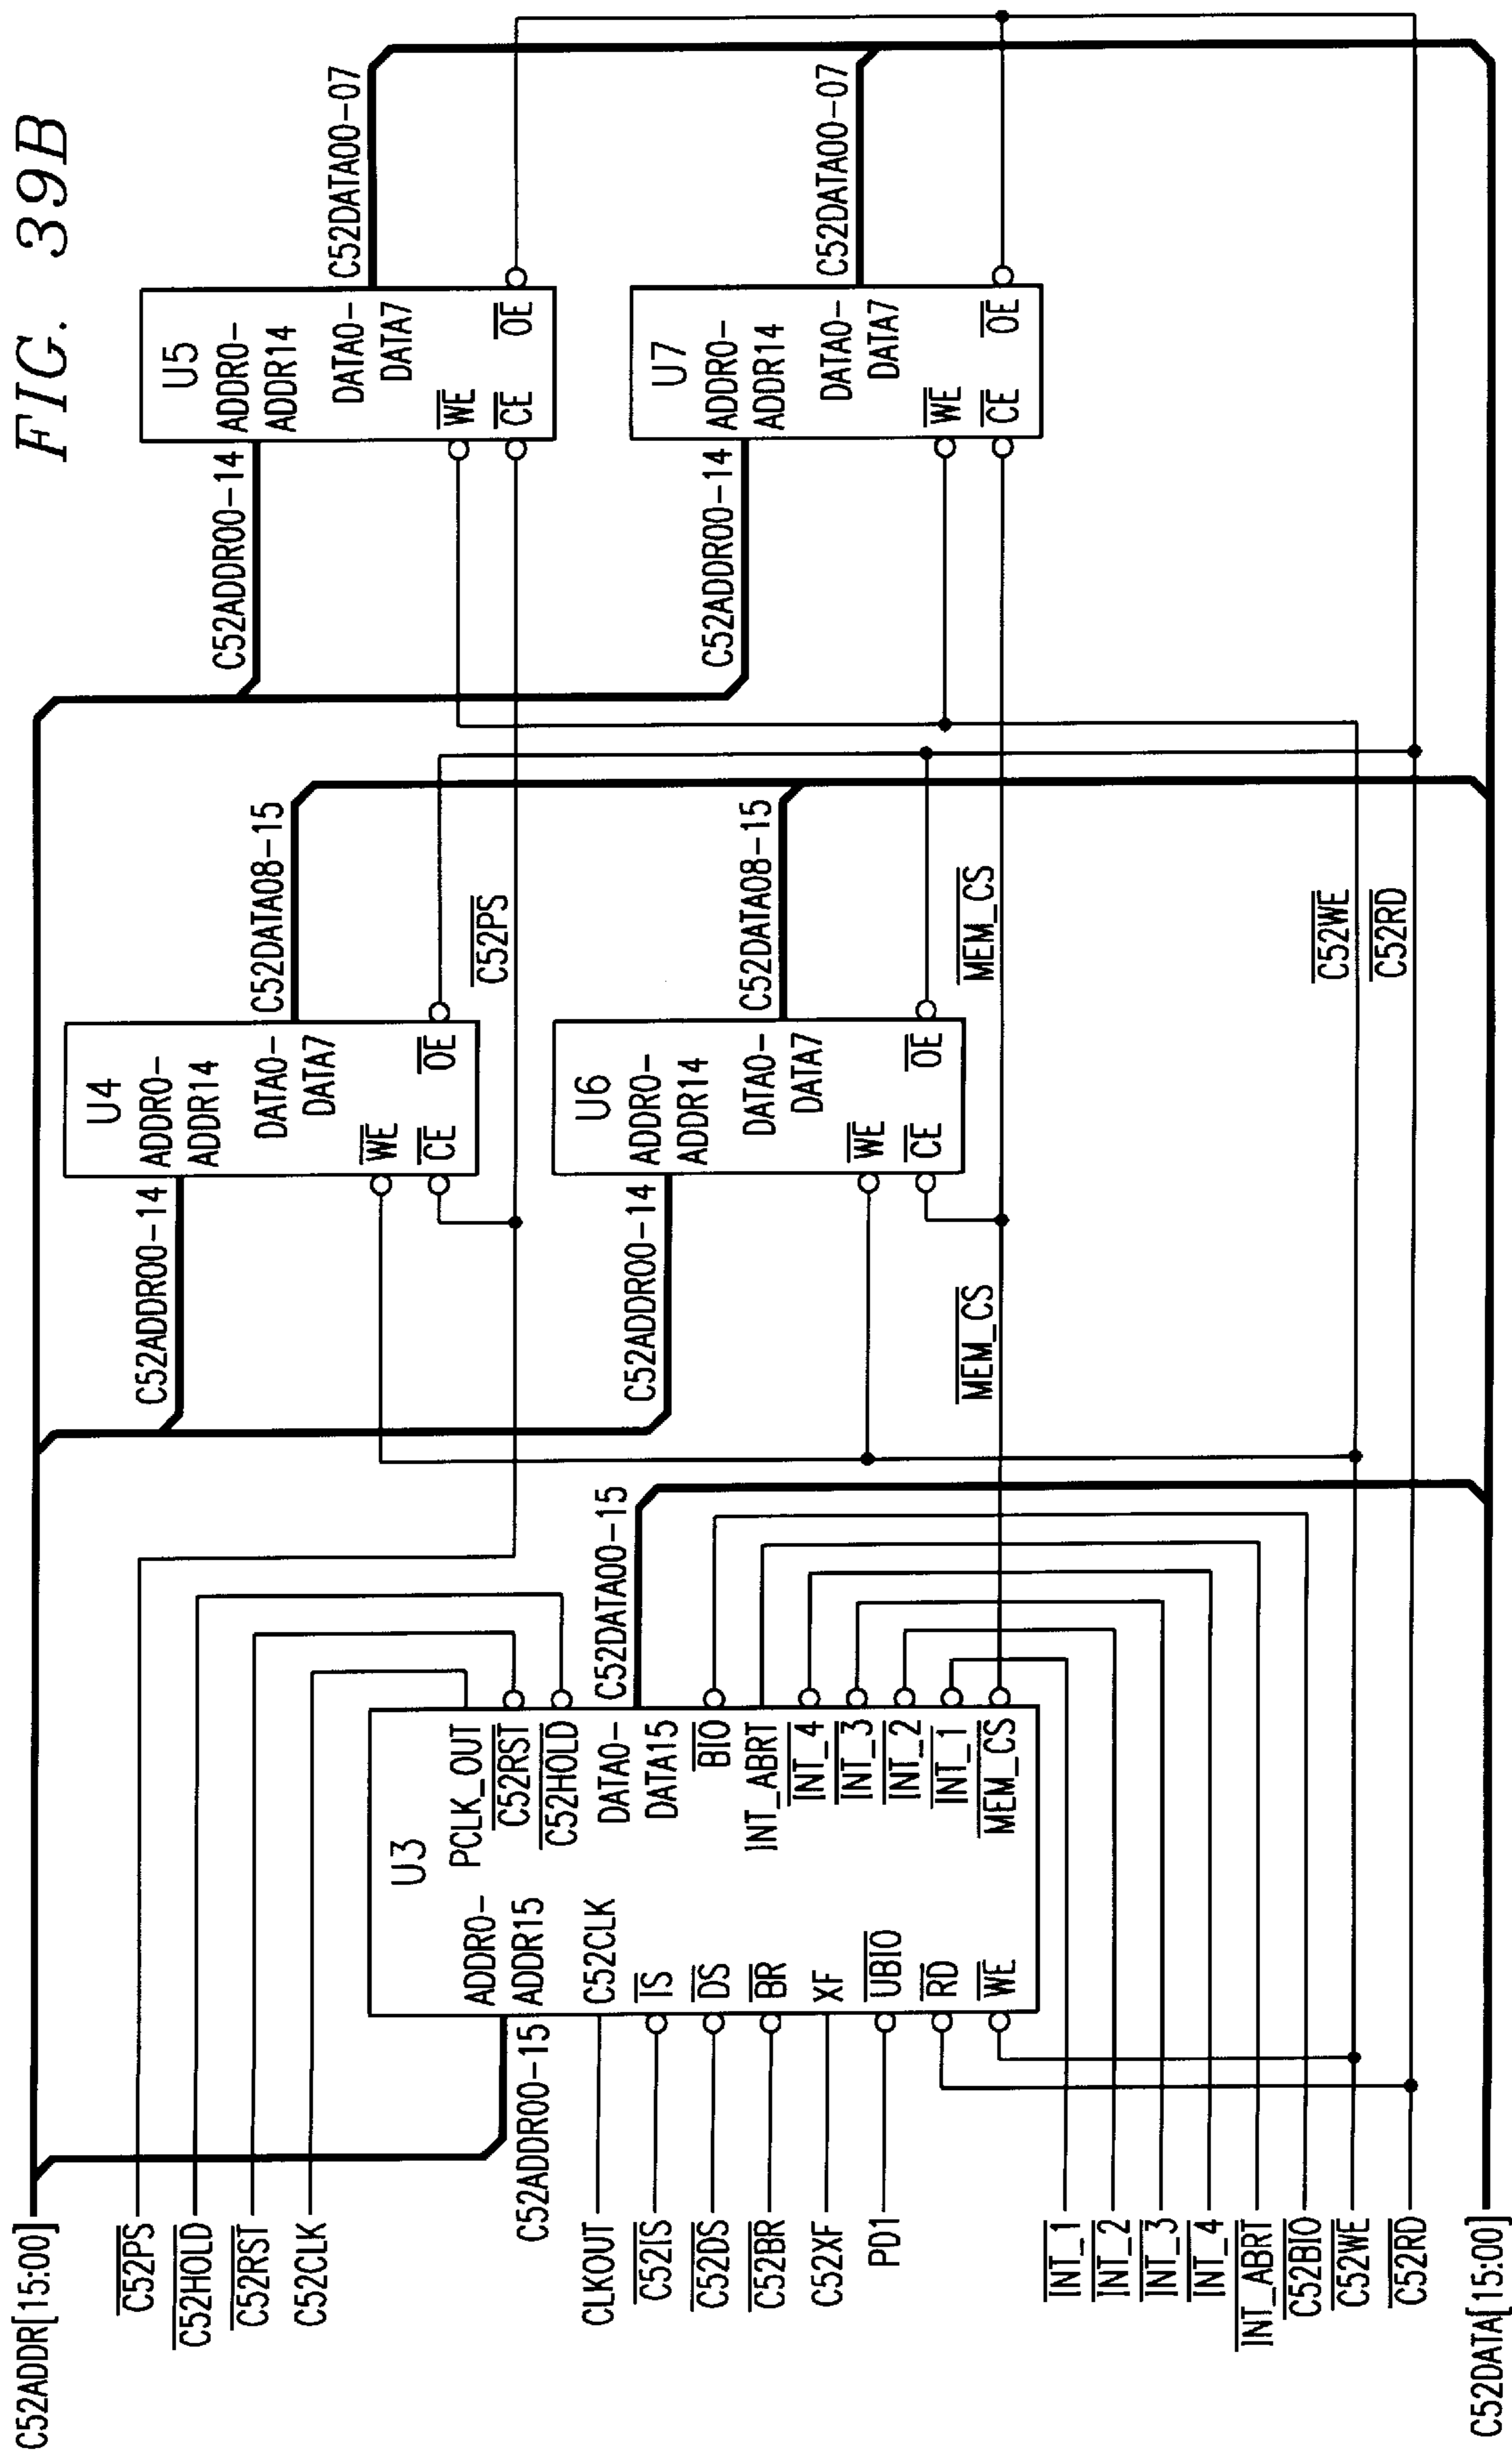 FIG. 39B
C52ADDR[15:00]
C52PS
C52HOLD
C52RST
C52CLK
C52ADDR00-15
CLKOUT
C52IS
C52DS
C52BR
C52XF
PD1
INT_1
INT_2
INT_3
INT_4
INT_ABRT
C52BIO
C52WE
C52RD
C52DATA[15:00]
U3
ADDR0-
ADDR15
C52CLK
IS
DS
BR
XF
UBIO
RD
WE
PCLK_OUT
C52RST
C52HOLD
DATA0-
DATA15
BIO
INT_ABRT
INT_4
INT_3
INT_2
INT_1
MEM_CS
C52DATA00-15
C52ADDR00-14
U4
ADDR0-
ADDR14
DATA0-
DATA7
WE
CE
OE
C52DATA08-15
C52PS
C52ADDR00-14
U6
ADDR0-
ADDR14
DATA0-
DATA7
WE
CE
OE
C52DATA08-15
MEM_CS
MEM_CS
C52WE
C52RD
C52ADDR00-14
U5
ADDR0-
ADDR14
DATA0-
DATA7
WE
CE
OE
C52DATA00-07
C52ADDR00-14
U7
ADDR0-
ADDR14
DATA0-
DATA7
WE
CE
OE
C52DATA00-07